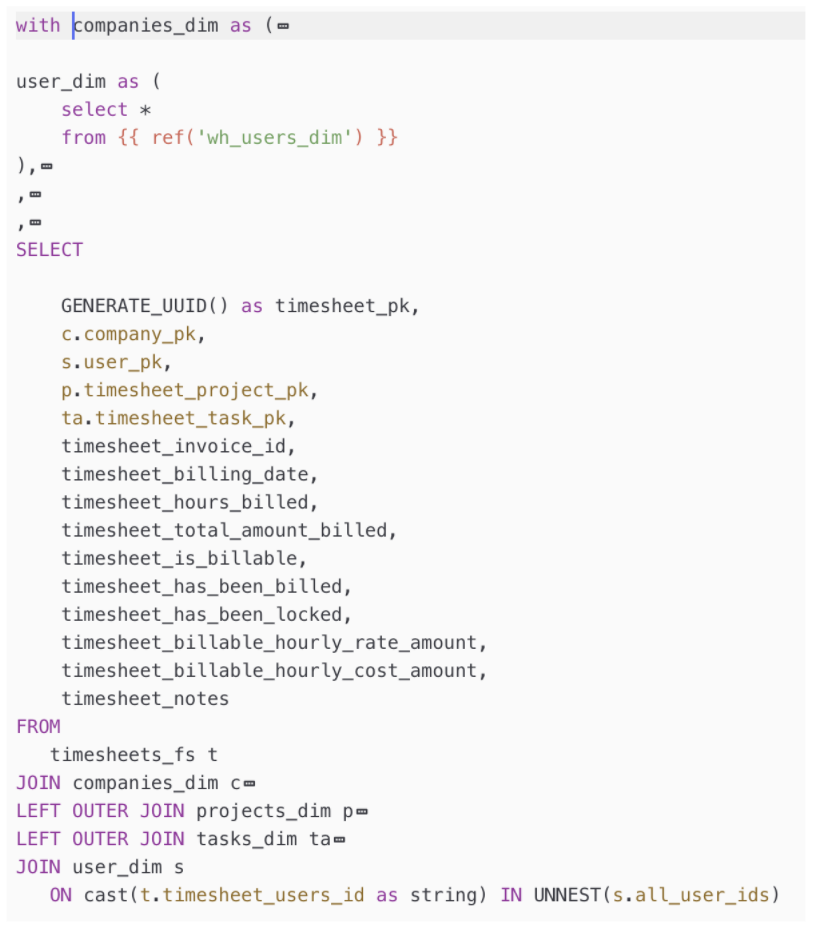 with companies_dim as (
user_dim as (
    select *
    from {{ ref('wh_users_dim') }}
),
,
,
SELECT
    GENERATE_UUID() as timesheet_pk,
    c.company_pk,
    s.user_pk,
    p.timesheet_project_pk,
    ta.timesheet_task_pk,
    timesheet_invoice_id,
    timesheet_billing_date,
    timesheet_hours_billed,
    timesheet_total_amount_billed,
    timesheet_is_billable,
    timesheet_has_been_billed,
    timesheet_has_been_locked,
    timesheet_billable_hourly_rate_amount,
    timesheet_billable_hourly_cost_amount,
    timesheet_notes
FROM
   timesheets_fs t
JOIN companies_dim c
LEFT OUTER JOIN projects_dim p
LEFT OUTER JOIN tasks_dim ta
JOIN user_dim s
   ON cast(t.timesheet_users_id as string) IN UNNEST(s.all_user_ids)